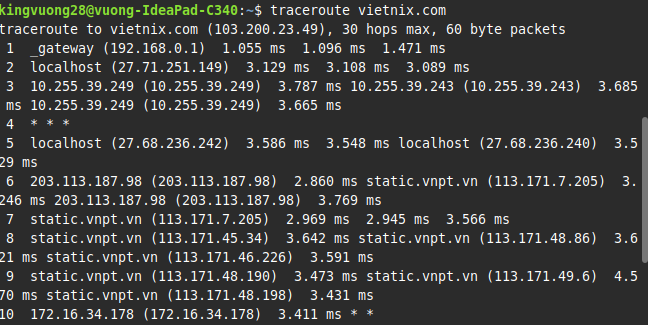 kingvuong28@vuong-IdeaPad-C340:~$ traceroute vietnix.com
traceroute to vietnix.com (103.200.23.49), 30 hops max, 60 byte packets
 1  _gateway (192.168.0.1)  1.055 ms  1.096 ms  1.471 ms
 2  localhost (27.71.251.149)  3.129 ms  3.108 ms  3.089 ms
 3  10.255.39.249 (10.255.39.249)  3.787 ms 10.255.39.243 (10.255.39.243)  3.685
 ms 10.255.39.249 (10.255.39.249)  3.665 ms
 4  * * *
 5  localhost (27.68.236.242)  3.586 ms  3.548 ms localhost (27.68.236.240)  3.5
29 ms
 6  203.113.187.98 (203.113.187.98)  2.860 ms static.vnpt.vn (113.171.7.205)  3.
246 ms 203.113.187.98 (203.113.187.98)  3.769 ms
 7  static.vnpt.vn (113.171.7.205)  2.969 ms  2.945 ms  3.566 ms
 8  static.vnpt.vn (113.171.45.34)  3.642 ms static.vnpt.vn (113.171.48.86)  3.6
21 ms static.vnpt.vn (113.171.46.226)  3.591 ms
 9  static.vnpt.vn (113.171.48.190)  3.473 ms static.vnpt.vn (113.171.49.6)  4.5
70 ms static.vnpt.vn (113.171.48.198)  3.431 ms
10  172.16.34.178 (172.16.34.178)  3.411 ms * *